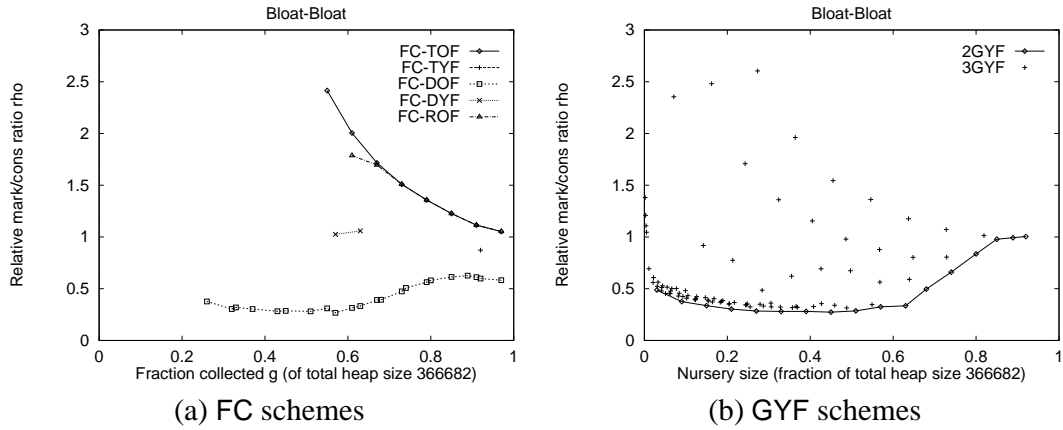 Bloat-Bloat
Relative mark/cons ratio rho
3
2.5
2
1.5
1
0.5
0
FC-TOF
FC-TYF
FC-DOF
FC-DYF
FC-ROF
0 0.2 0.4 0.6 0.8 1
Fraction collected g (of total heap size 366682)
(a) FC schemes
Bloat-Bloat
Relative mark/cons ratio rho
3
2.5
2
1.5
1
0.5
0
2GYF
3GYF
0 0.2 0.4 0.6 0.8 1
Nursery size (fraction of total heap size 366682)
(b) GYF schemes